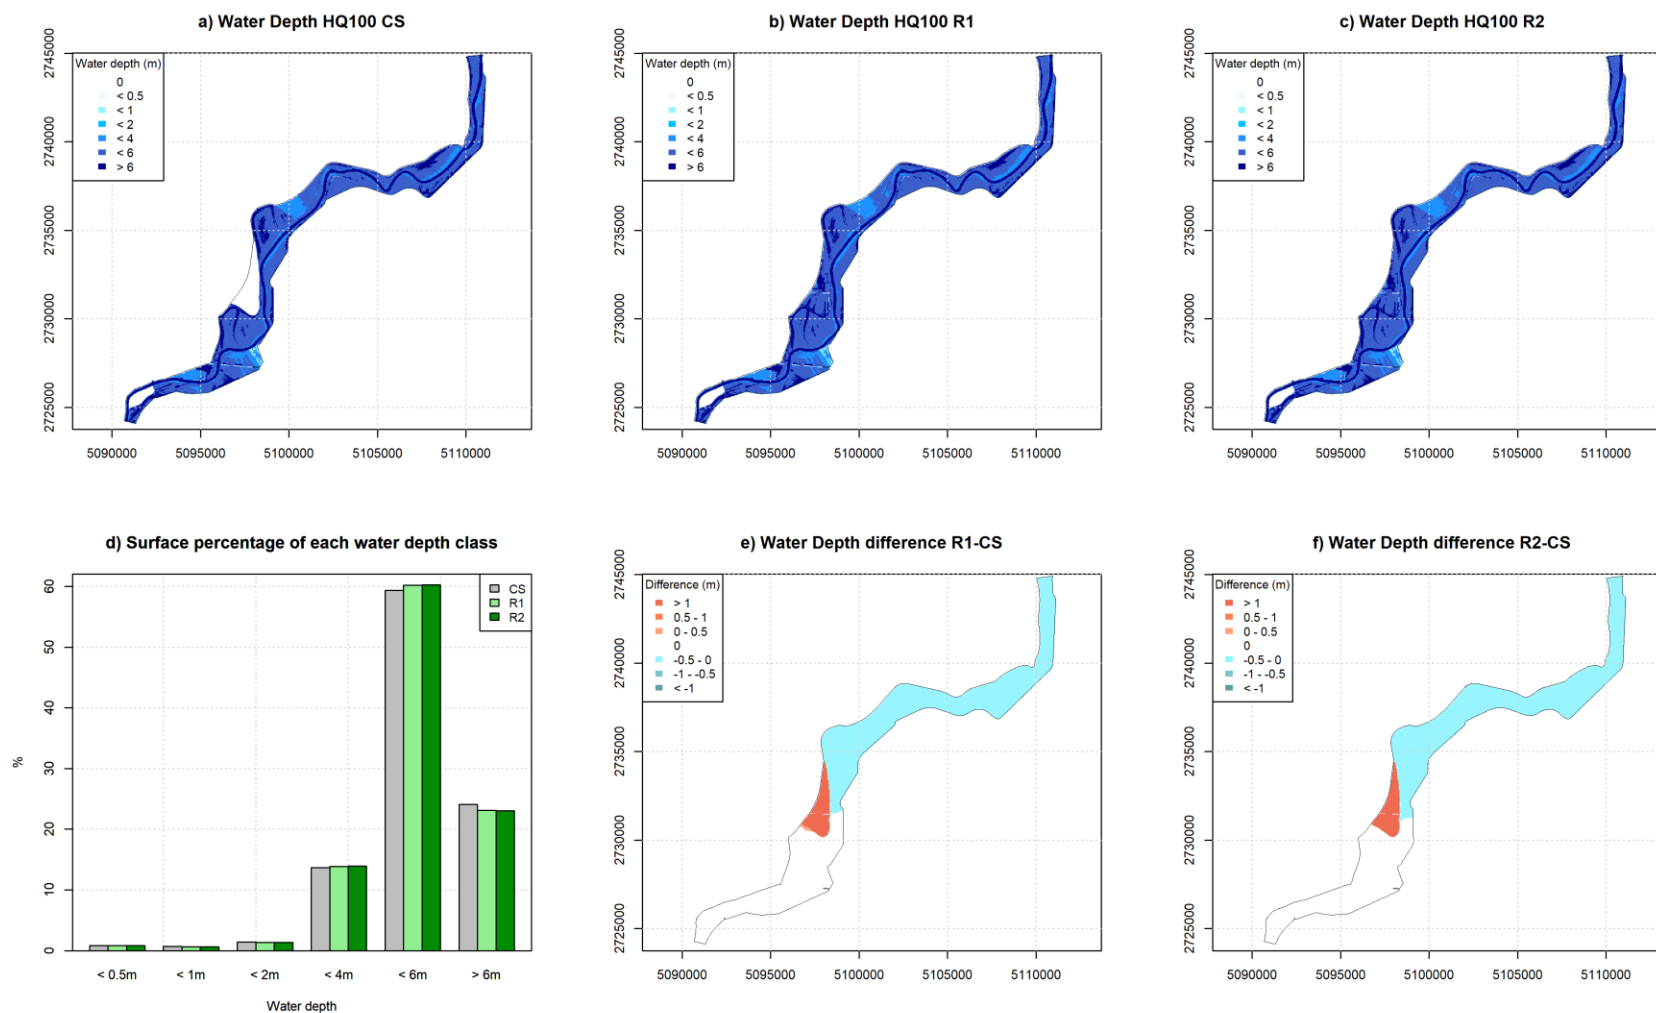 a) Water Depth HQ100 CS
Water depth (m)
0
< 0.5
< 1
< 2
< 4
< 6
> 6
2745000
2740000
2735000
2730000
2725000
5090000 5095000 5100000 5105000 5110000
b) Water Depth HQ100 R1
Water depth (m)
0
< 0.5
< 1
< 2
< 4
< 6
> 6
2745000
2740000
2735000
2730000
2725000
5090000 5095000 5100000 5105000 5110000
c) Water Depth HQ100 R2
Water depth (m)
0
< 0.5
< 1
< 2
< 4
< 6
> 6
2745000
2740000
2735000
2730000
2725000
5090000 5095000 5100000 5105000 5110000
d) Surface percentage of each water depth class
CS
R1
R2
60
50
40
30
20
10
0
%
< 0.5m < 1m < 2m < 4m < 6m > 6m
Water depth
e) Water Depth difference R1-CS
Difference (m)
> 1
0.5 - 1
0 - 0.5
0
-0.5 - 0
-1 - -0.5
< -1
2745000
2740000
2735000
2730000
2725000
5090000 5095000 5100000 5105000 5110000
f) Water Depth difference R2-CS
Difference (m)
> 1
0.5 - 1
0 - 0.5
0
-0.5 - 0
-1 - -0.5
< -1
2745000
2740000
2735000
2730000
2725000
5090000 5095000 5100000 5105000 5110000